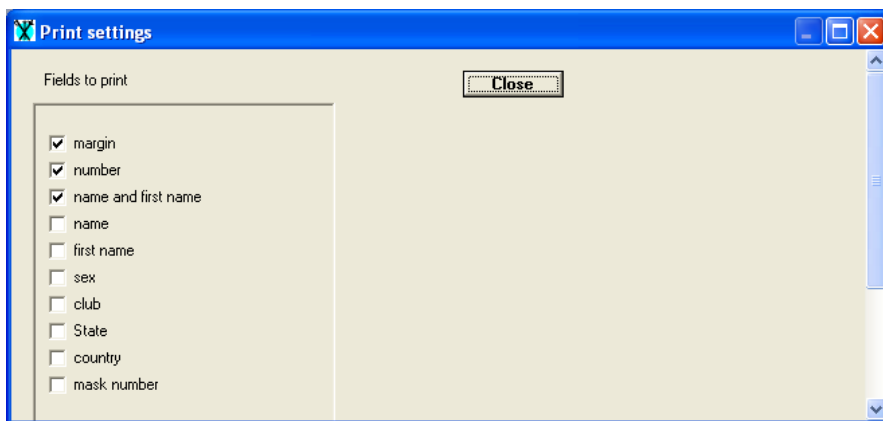 Print settings
Fields to print
Close
margin
number
name and first name
name
first name
sex
club
State
country
mask number